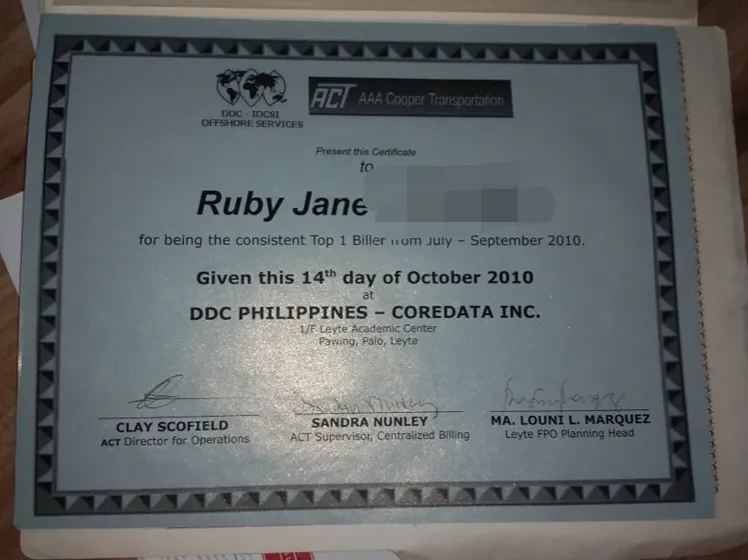 DDC - IDCSI
OFFSHORE SERVICES
ACT AAA Cooper Transportation
Present this Certificate
to
Ruby Jane
for being the consistent Top 1 Biller from July – September 2010.
Given this 14th day of October 2010
at
DDC PHILIPPINES – COREDATA INC.
1/F Leyte Academic Center
Pawing, Palo, Leyte
CLAY SCOFIELD
ACT Director for Operations
SANDRA NUNLEY
ACT Supervisor, Centralized Billing
MA. LOUNI L. MARQUEZ
Leyte FPO Planning Head